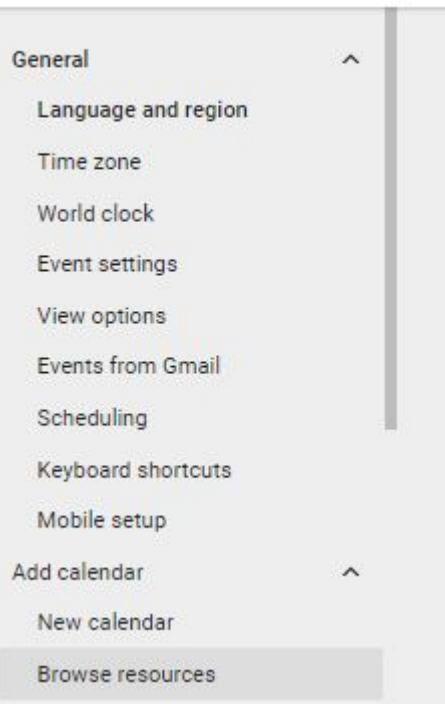 General
Language and region
Time zone
World clock
Event settings
View options
Events from Gmail
Scheduling
Keyboard shortcuts
Mobile setup
Add calendar
New calendar
Browse resources